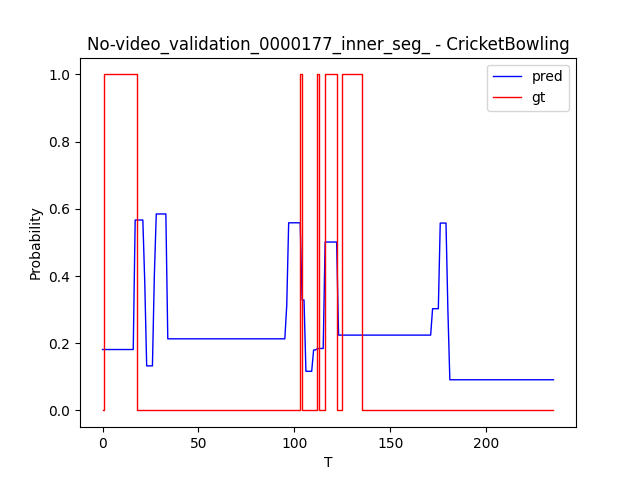 No-video_validation_0000177_inner_seg_ - CricketBowling
pred
gt
Probability
1.0
0.8
0.6
0.4
0.2
0.0
0
50
100
150
200
T